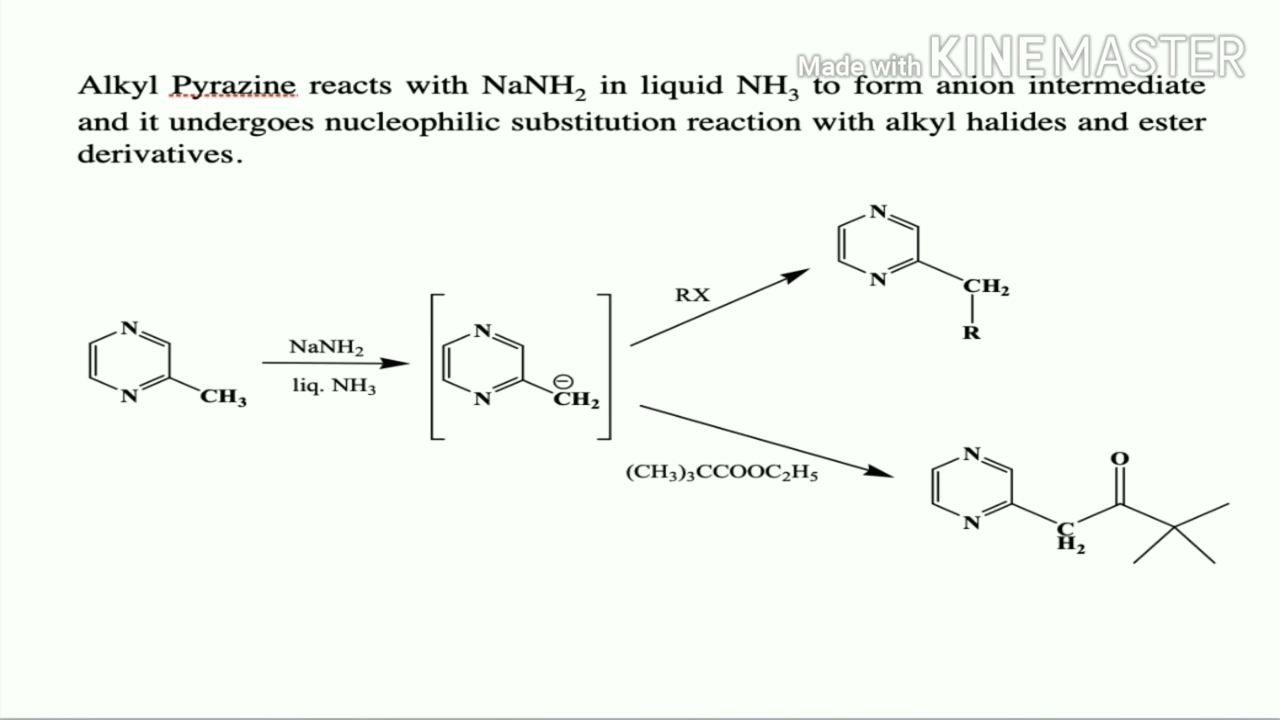 Made with KINEMASTER
Alkyl Pyrazine reacts with NaNH₂ in liquid NH₃ to form anion intermediate
and it undergoes nucleophilic substitution reaction with alkyl halides and ester
derivatives.
N
N
CH₃
NaNH₂
liq. NH₃
N
N
⊖
CH₂
RX
N
N
CH₂
R
(CH₃)₃CCOOC₂H₅
N
N
O
C
H₂